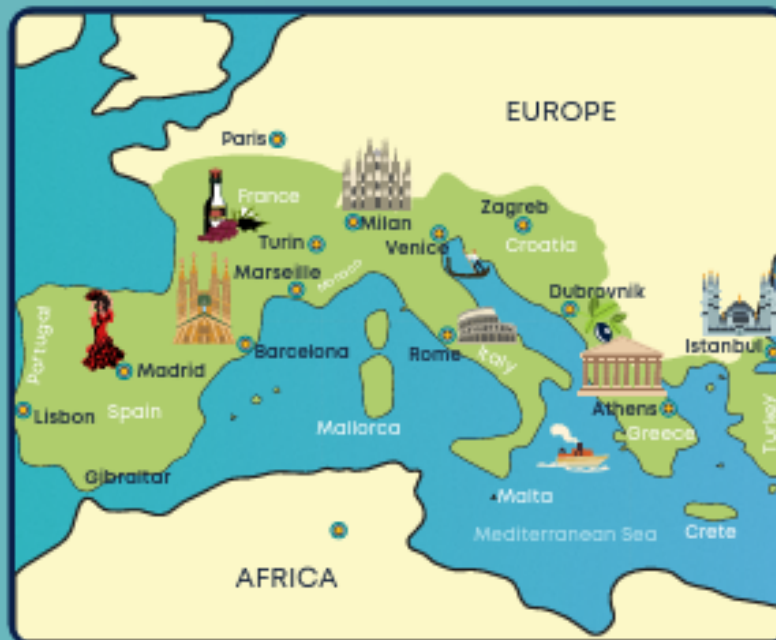 EUROPE
Paris
France
Milan
Zagreb
Turin
Venice
Croatia
Marseille
Monaco
Dubrovnik
Portugal
Barcelona
Rome
Italy
Istanbul
Madrid
Lisbon
Spain
Athens
Greece
Turkey
Mallorca
Gibraltar
Malta
Mediterranean Sea
Crete
AFRICA